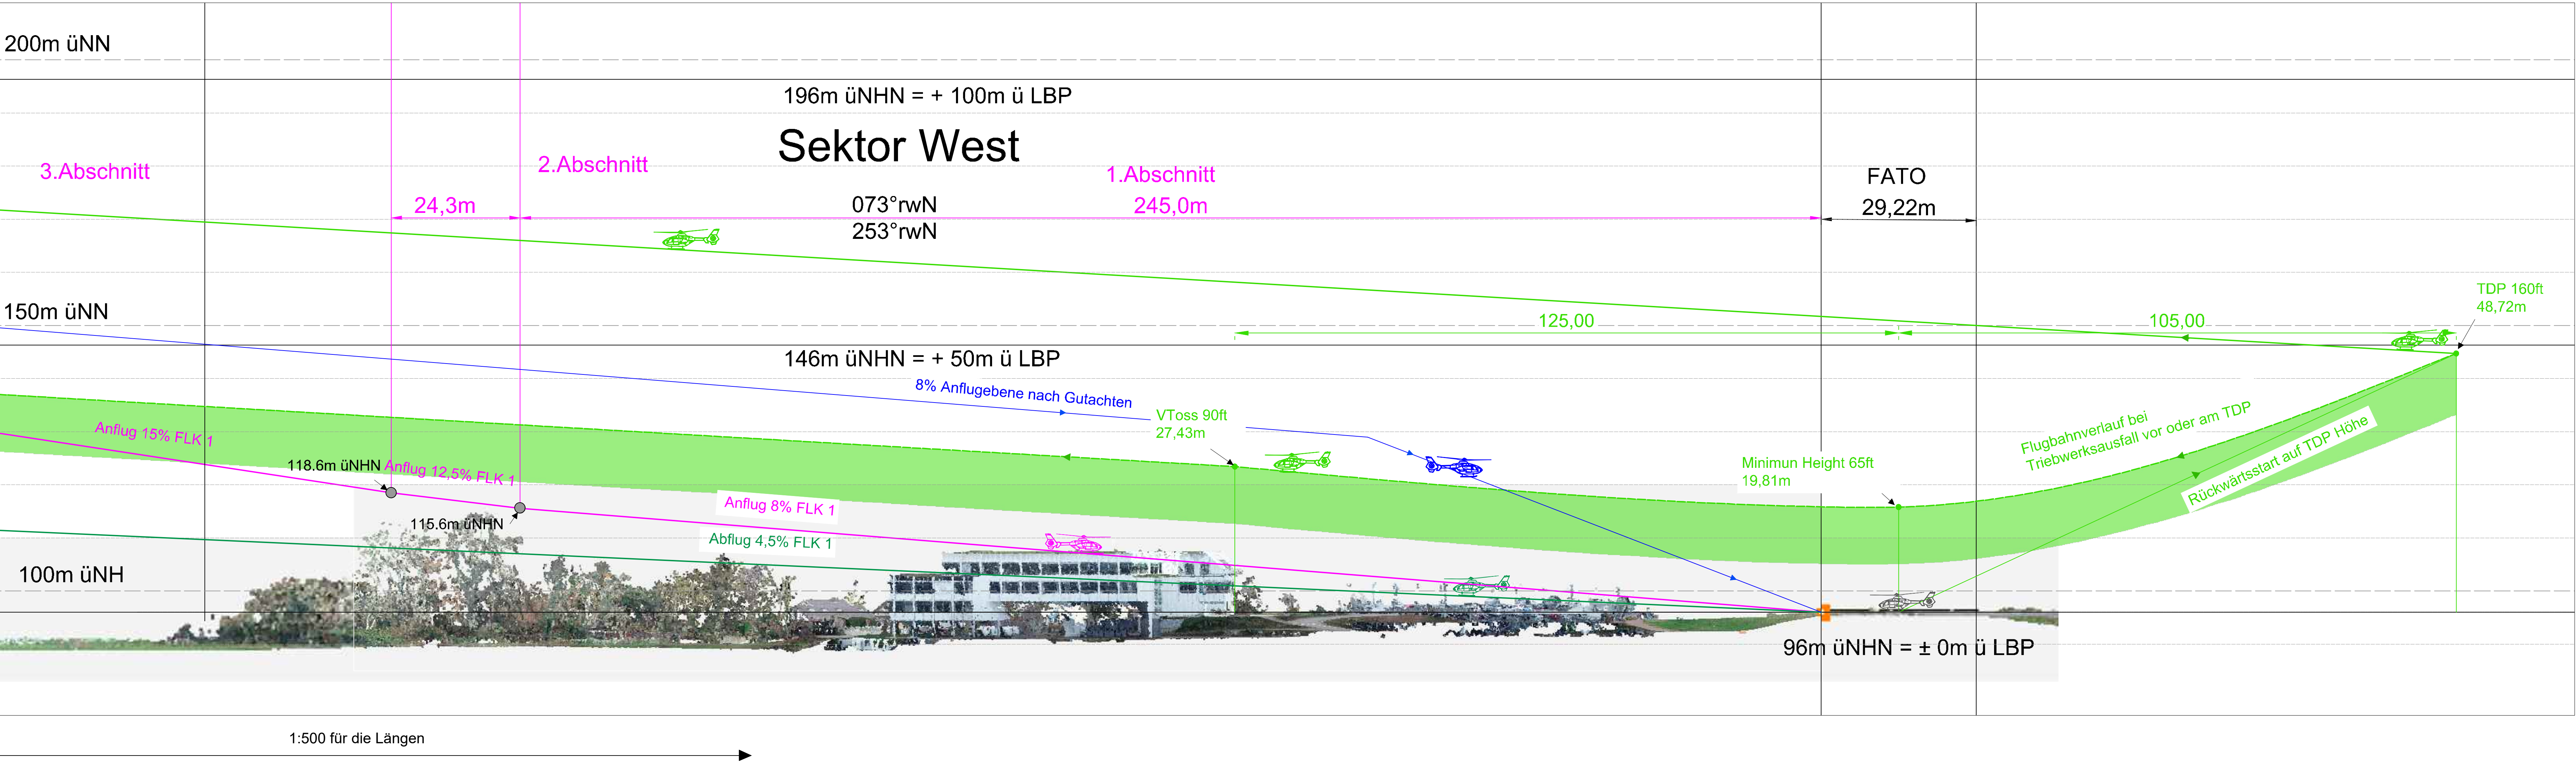 200m üNN
196m üNHN = + 100m ü LBP
Sektor West
3.Abschnitt
2.Abschnitt
1.Abschnitt
FATO
24,3m
073°rwN
245,0m
29,22m
253°rwN
TDP 160ft
48,72m
150m üNN
125,00
105,00
146m üNHN = + 50m ü LBP
8% Anflugebene nach Gutachten
VToss 90ft
27,43m
Flugbahnverlauf bei
Triebwerksausfall vor oder am TDP
Rückwärtsstart auf TDP Höhe
Anflug 15% FLK 1
118.6m üNHN
Anflug 12,5% FLK 1
Minimun Height 65ft
19,81m
Anflug 8% FLK 1
115.6m üNHN
Abflug 4,5% FLK 1
100m üNH
96m üNHN = ± 0m ü LBP
1:500 für die Längen